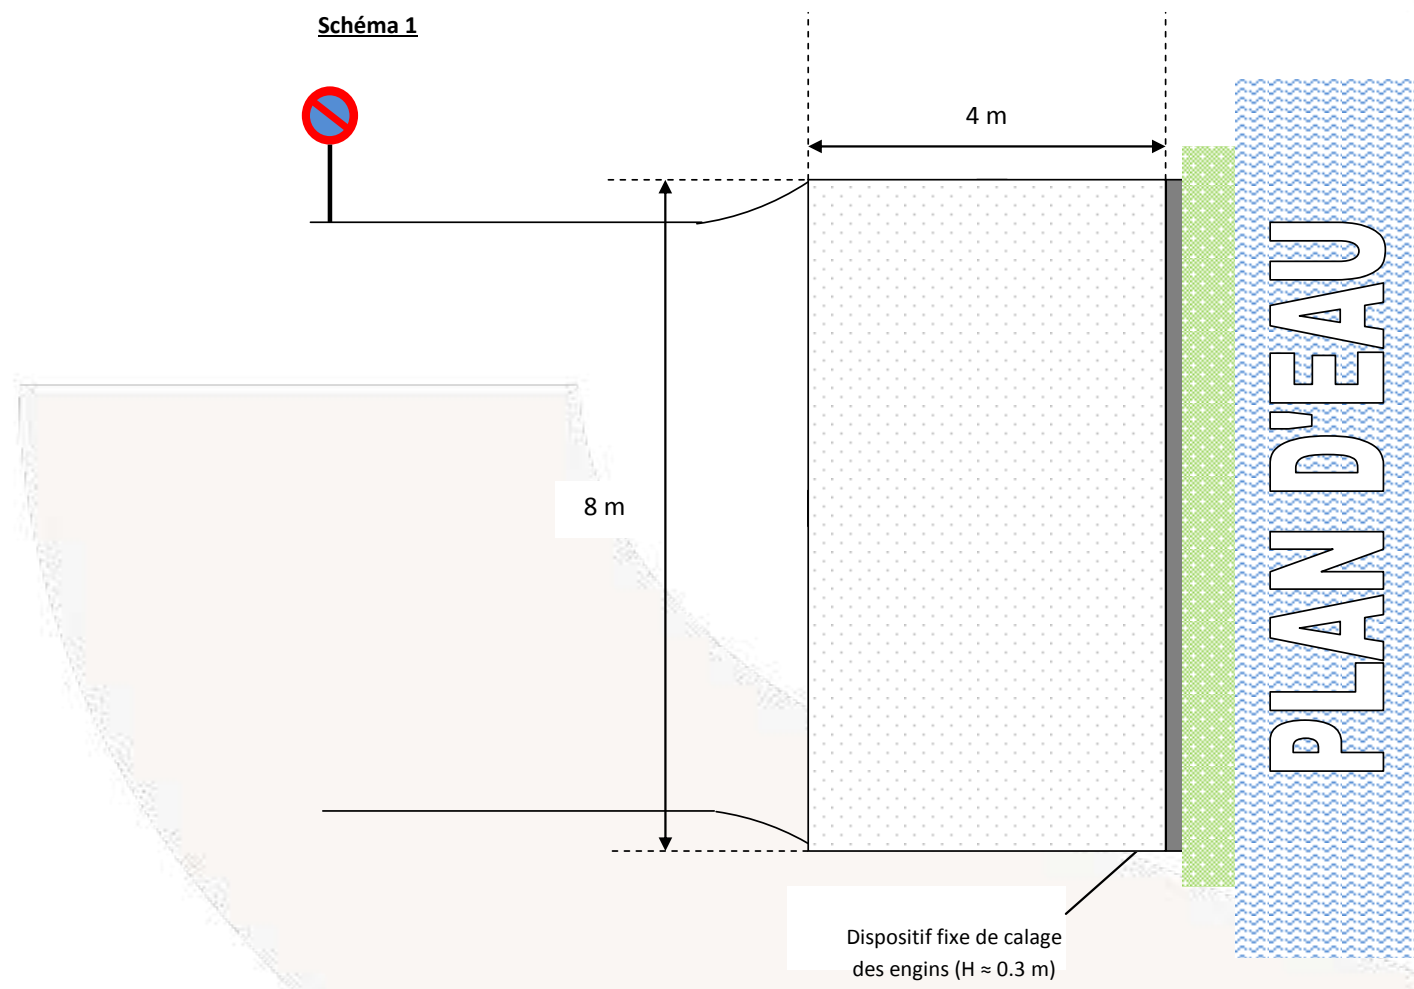 Schéma 1
4 m
8 m
PLAN D'EAU
Dispositif fixe de calage
des engins (H ≈ 0.3 m)